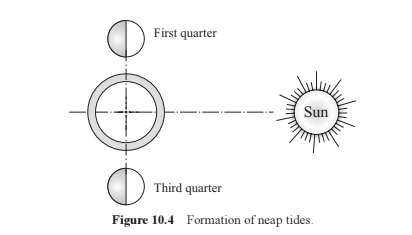 First quarter
Sun
Third quarter
Figure 10.4 Formation of neap tides.